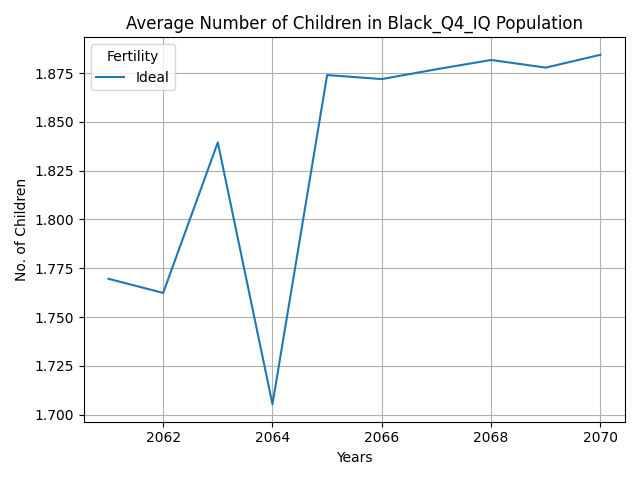 Average Number of Children in Black_Q4_IQ Population
Fertility
Ideal
1.875
1.850
1.825
1.800
1.775
1.750
1.725
1.700
No. of Children
2062 2064 2066 2068 2070
Years